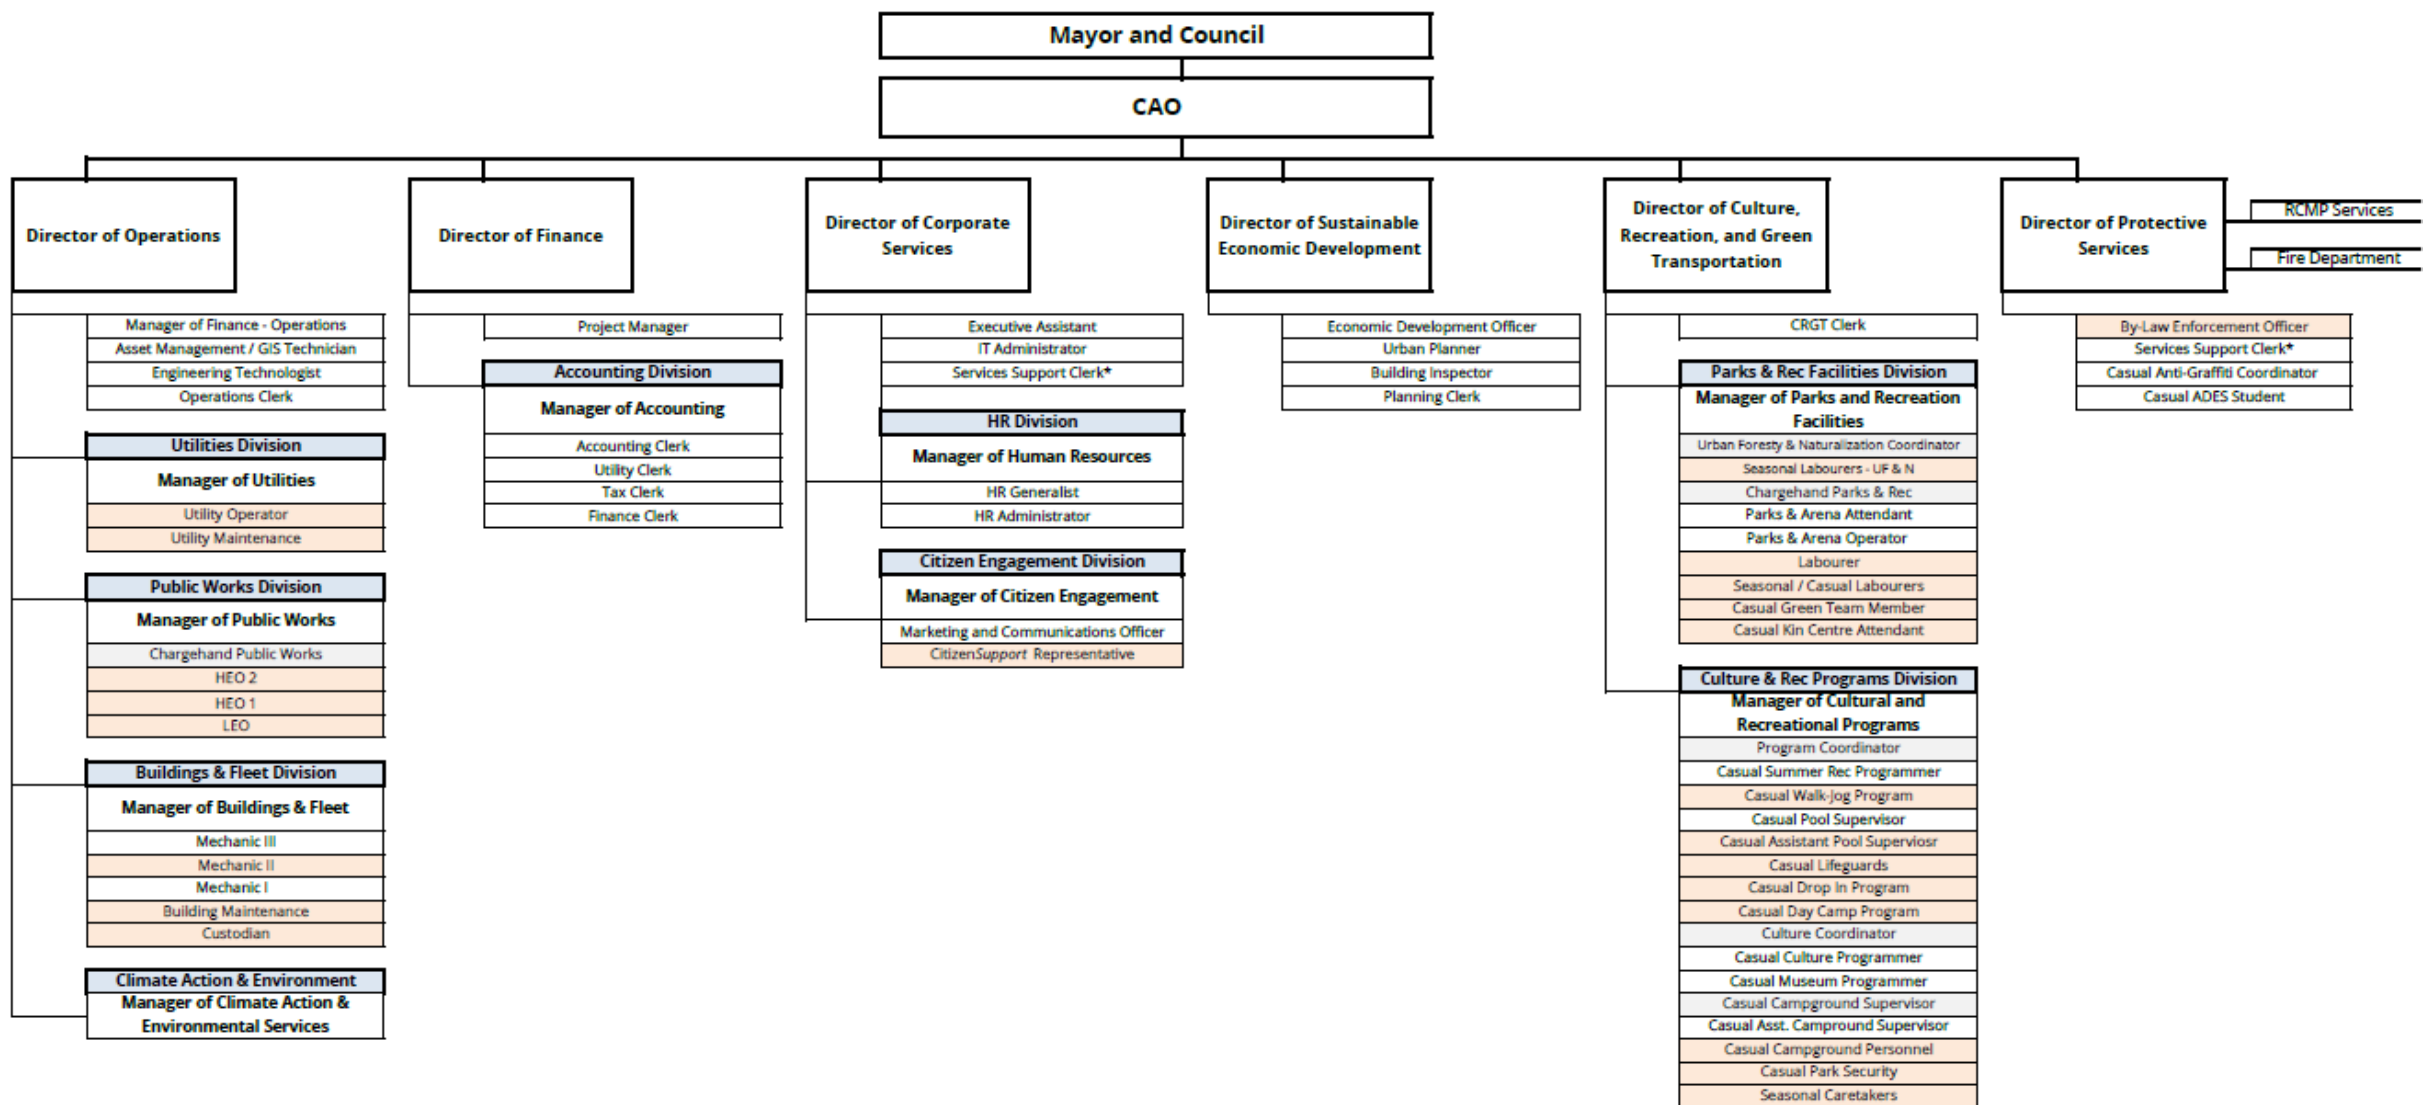 Mayor and Council
CAO
Director of Operations
Manager of Finance - Operations
Asset Management / GIS Technician
Engineering Technologist
Operations Clerk
Utilities Division
Manager of Utilities
Utility Operator
Utility Maintenance
Public Works Division
Manager of Public Works
Chargehand Public Works
HEO 2
HEO 1
LEO
Buildings & Fleet Division
Manager of Buildings & Fleet
Mechanic III
Mechanic II
Mechanic I
Building Maintenance
Custodian
Climate Action & Environment
Manager of Climate Action &
Environmental Services
Director of Finance
Project Manager
Accounting Division
Manager of Accounting
Accounting Clerk
Utility Clerk
Tax Clerk
Finance Clerk
Director of Corporate
Services
Executive Assistant
IT Administrator
Services Support Clerk*
HR Division
Manager of Human Resources
HR Generalist
HR Administrator
Citizen Engagement Division
Manager of Citizen Engagement
Marketing and Communications Officer
CitizenSupport Representative
Director of Sustainable
Economic Development
Economic Development Officer
Urban Planner
Building Inspector
Planning Clerk
Director of Culture,
Recreation, and Green
Transportation
CRGT Clerk
Parks & Rec Facilities Division
Manager of Parks and Recreation
Facilities
Urban Foresty & Naturalization Coordinator
Seasonal Labourers - UF & N
Chargehand Parks & Rec
Parks & Arena Attendant
Parks & Arena Operator
Labourer
Seasonal / Casual Labourers
Casual Green Team Member
Casual Kin Centre Attendant
Culture & Rec Programs Division
Manager of Cultural and
Recreational Programs
Program Coordinator
Casual Summer Rec Programmer
Casual Walk-Jog Program
Casual Pool Supervisor
Casual Assistant Pool Superviosr
Casual Lifeguards
Casual Drop In Program
Casual Day Camp Program
Culture Coordinator
Casual Culture Programmer
Casual Museum Programmer
Casual Campground Supervisor
Casual Asst. Campround Supervisor
Casual Campground Personnel
Casual Park Security
Seasonal Caretakers
Director of Protective
Services
RCMP Services
Fire Department
By-Law Enforcement Officer
Services Support Clerk*
Casual Anti-Graffiti Coordinator
Casual ADES Student